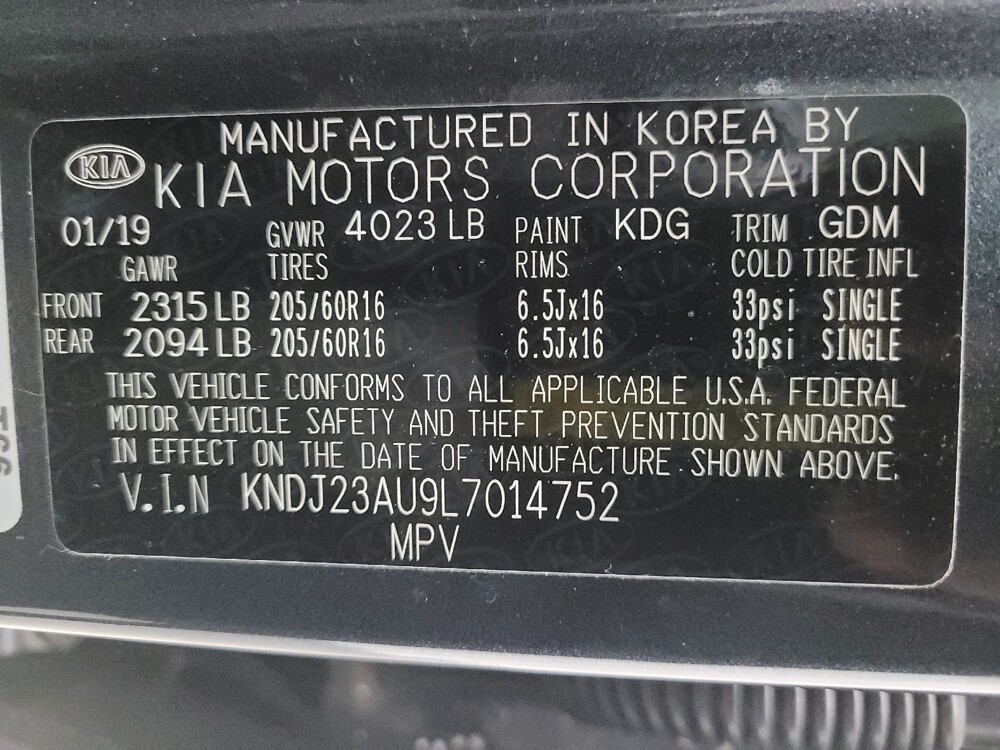 MANUFACTURED IN KOREA BY
KIA KIA MOTORS CORPORATION
01/19 GVWR 4023 LB PAINT KDG TRIM GDM
GAWR TIRES RIMS COLD TIRE INFL
FRONT 2315 LB 205/60R16 6.5Jx16 33psi SINGLE
REAR 2094 LB 205/60R16 6.5Jx16 33psi SINGLE
THIS VEHICLE CONFORMS TO ALL APPLICABLE U.S.A. FEDERAL
MOTOR VEHICLE SAFETY AND THEFT PREVENTION STANDARDS
IN EFFECT ON THE DATE OF MANUFACTURE SHOWN ABOVE.
V.I.N KNDJ23AU9L7014752
MPV